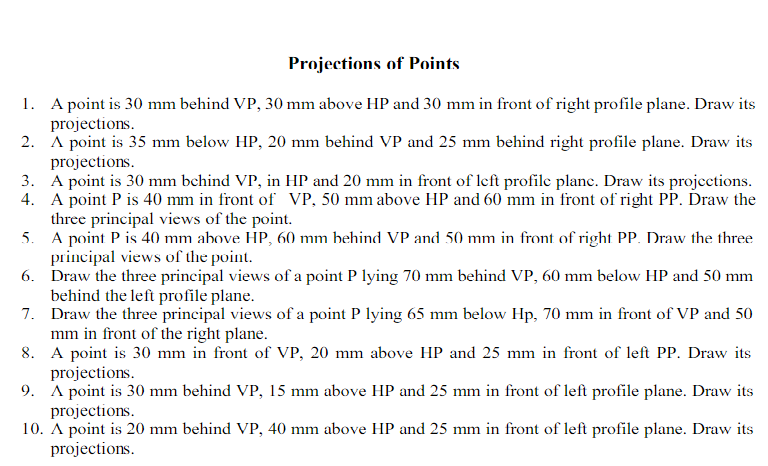 Projections of Points
1. A point is 30 mm behind VP, 30 mm above HP and 30 mm in front of right profile plane. Draw its
projections.
2. A point is 35 mm below HP, 20 mm behind VP and 25 mm behind right profile plane. Draw its
projections.
3. A point is 30 mm behind VP, in HP and 20 mm in front of left profile plane. Draw its projections.
4. A point P is 40 mm in front of VP, 50 mm above HP and 60 mm in front of right PP. Draw the
three principal views of the point.
5. A point P is 40 mm above HP, 60 mm behind VP and 50 mm in front of right PP. Draw the three
principal views of the point.
6. Draw the three principal views of a point P lying 70 mm behind VP, 60 mm below HP and 50 mm
behind the left profile plane.
7. Draw the three principal views of a point P lying 65 mm below Hp, 70 mm in front of VP and 50
mm in front of the right plane.
8. A point is 30 mm in front of VP, 20 mm above HP and 25 mm in front of left PP. Draw its
projections.
9. A point is 30 mm behind VP, 15 mm above HP and 25 mm in front of left profile plane. Draw its
projections.
10. A point is 20 mm behind VP, 40 mm above HP and 25 mm in front of left profile plane. Draw its
projections.